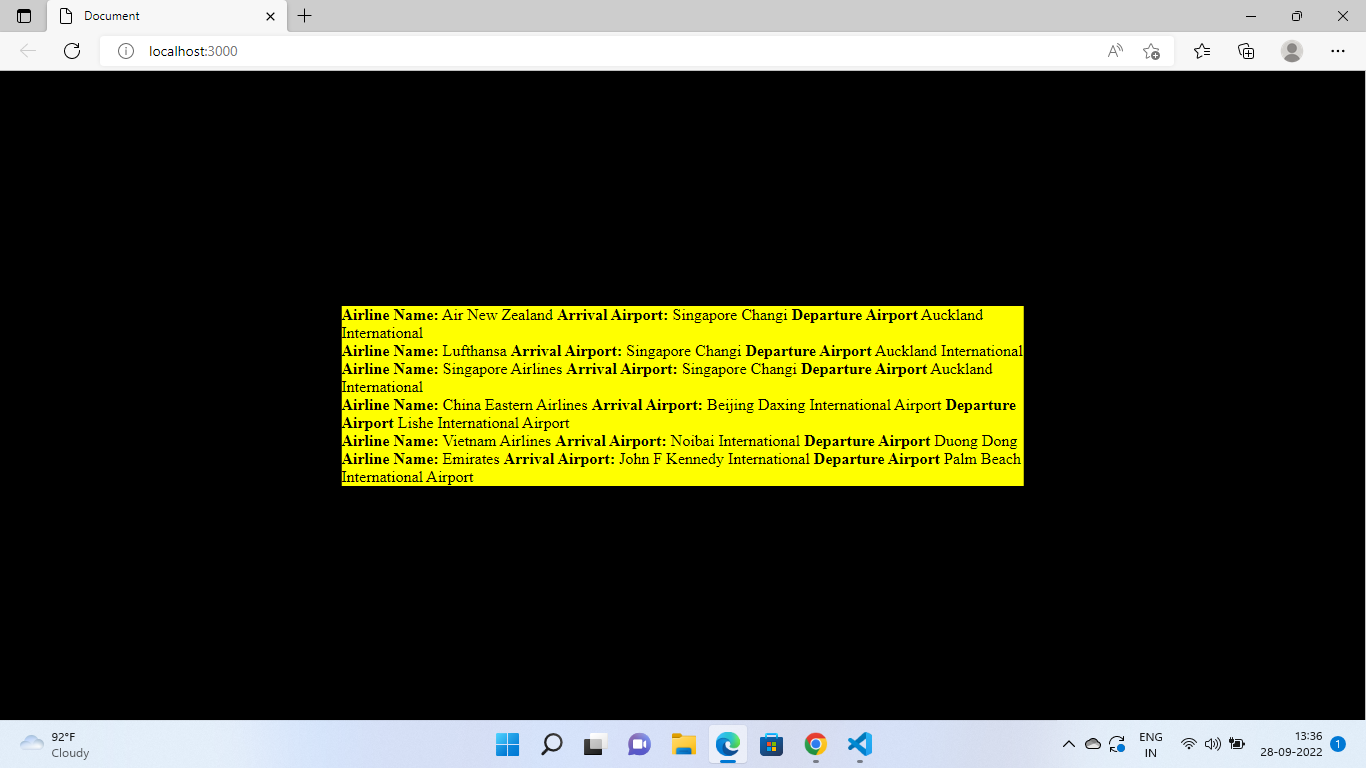 Document
localhost:3000
Airline Name: Air New Zealand Arrival Airport: Singapore Changi Departure Airport Auckland
International
Airline Name: Lufthansa Arrival Airport: Singapore Changi Departure Airport Auckland International
Airline Name: Singapore Airlines Arrival Airport: Singapore Changi Departure Airport Auckland
International
Airline Name: China Eastern Airlines Arrival Airport: Beijing Daxing International Airport Departure
Airport Lishe International Airport
Airline Name: Vietnam Airlines Arrival Airport: Noibai International Departure Airport Duong Dong
Airline Name: Emirates Arrival Airport: John F Kennedy International Departure Airport Palm Beach
International Airport
92°F
Cloudy
ENG
IN
13:36
28-09-2022
1